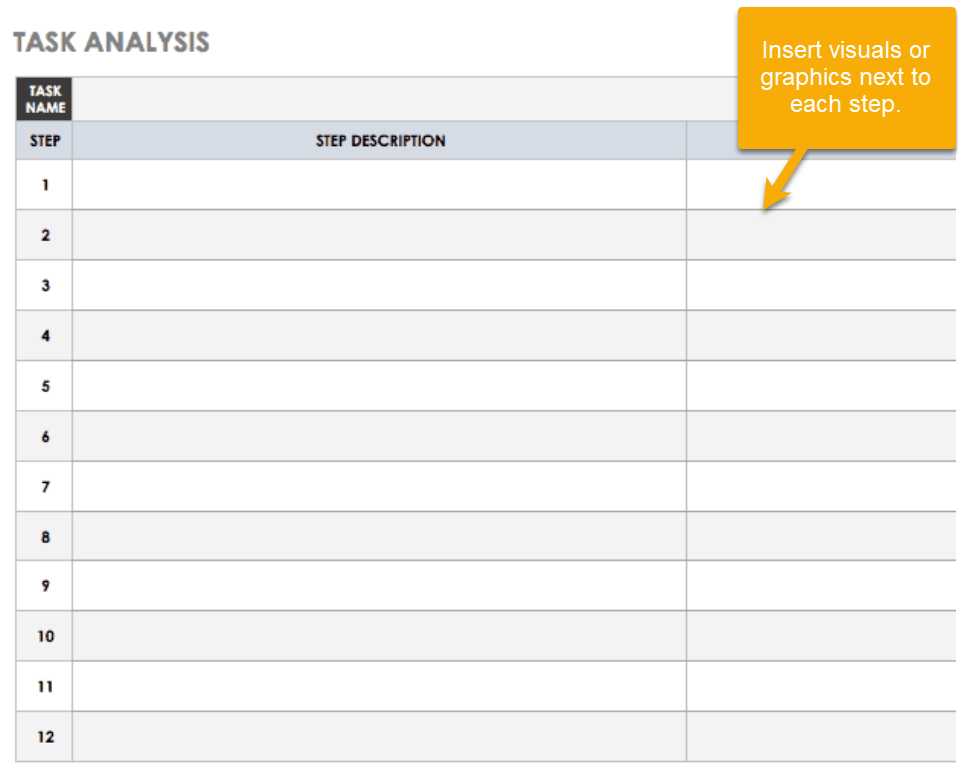 TASK ANALYSIS
Insert visuals or
graphics next to
each step.
TASK
NAME
STEP STEP DESCRIPTION
1
2
3
4
5
6
7
8
9
10
11
12